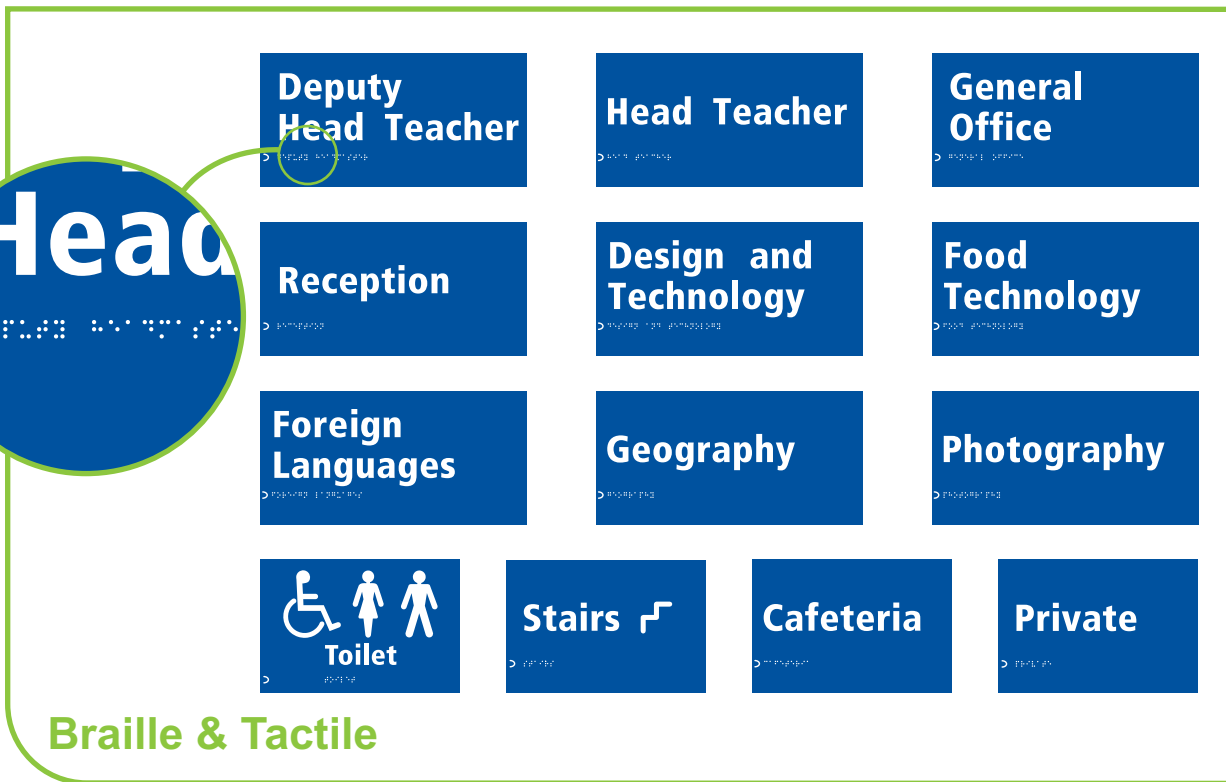 Deputy
Head Teacher
⠙⠑⠏⠥⠞⠽ ⠓⠑⠁⠙⠍⠁⠎⠞⠑⠗
Head Teacher
⠓⠑⠁⠙ ⠞⠑⠁⠉⠓⠑⠗
General
Office
⠛⠑⠝⠑⠗⠁⠇ ⠕⠋⠋⠊⠉⠑
Head
⠏⠥⠞⠽ ⠓⠑⠁⠙⠍⠁⠎⠞⠑
Reception
⠗⠑⠉⠑⠏⠞⠊⠕⠝
Design and
Technology
⠙⠑⠎⠊⠛⠝ ⠁⠝⠙ ⠞⠑⠉⠓⠝⠕⠇⠕⠛⠽
Food
Technology
⠋⠕⠕⠙ ⠞⠑⠉⠓⠝⠕⠇⠕⠛⠽
Foreign
Languages
⠋⠕⠗⠑⠊⠛⠝ ⠇⠁⠝⠛⠥⠁⠛⠑⠎
Geography
⠛⠑⠕⠛⠗⠁⠏⠓⠽
Photography
⠏⠓⠕⠞⠕⠛⠗⠁⠏⠓⠽
Toilet
⠞⠕⠊⠇⠑⠞
Stairs
⠎⠞⠁⠊⠗⠎
Cafeteria
⠉⠁⠋⠑⠞⠑⠗⠊⠁
Private
⠏⠗⠊⠧⠁⠞⠑
Braille & Tactile